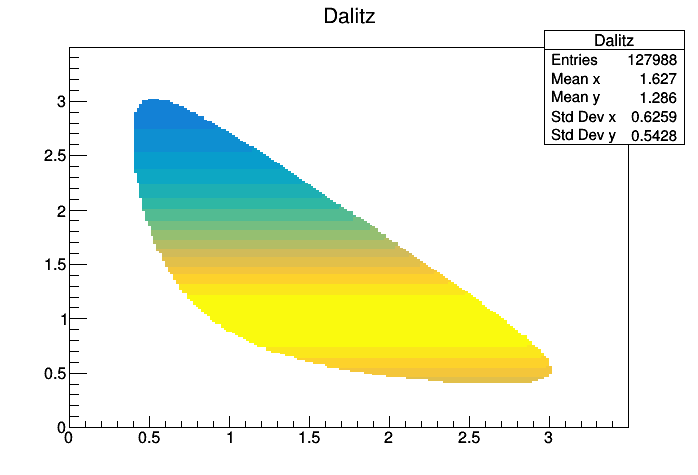 Dalitz
Dalitz
Entries 127988
Mean x 1.627
Mean y 1.286
Std Dev x 0.6259
Std Dev y 0.5428
3
2.5
2
1.5
1
0.5
0
0 0.5 1 1.5 2 2.5 3